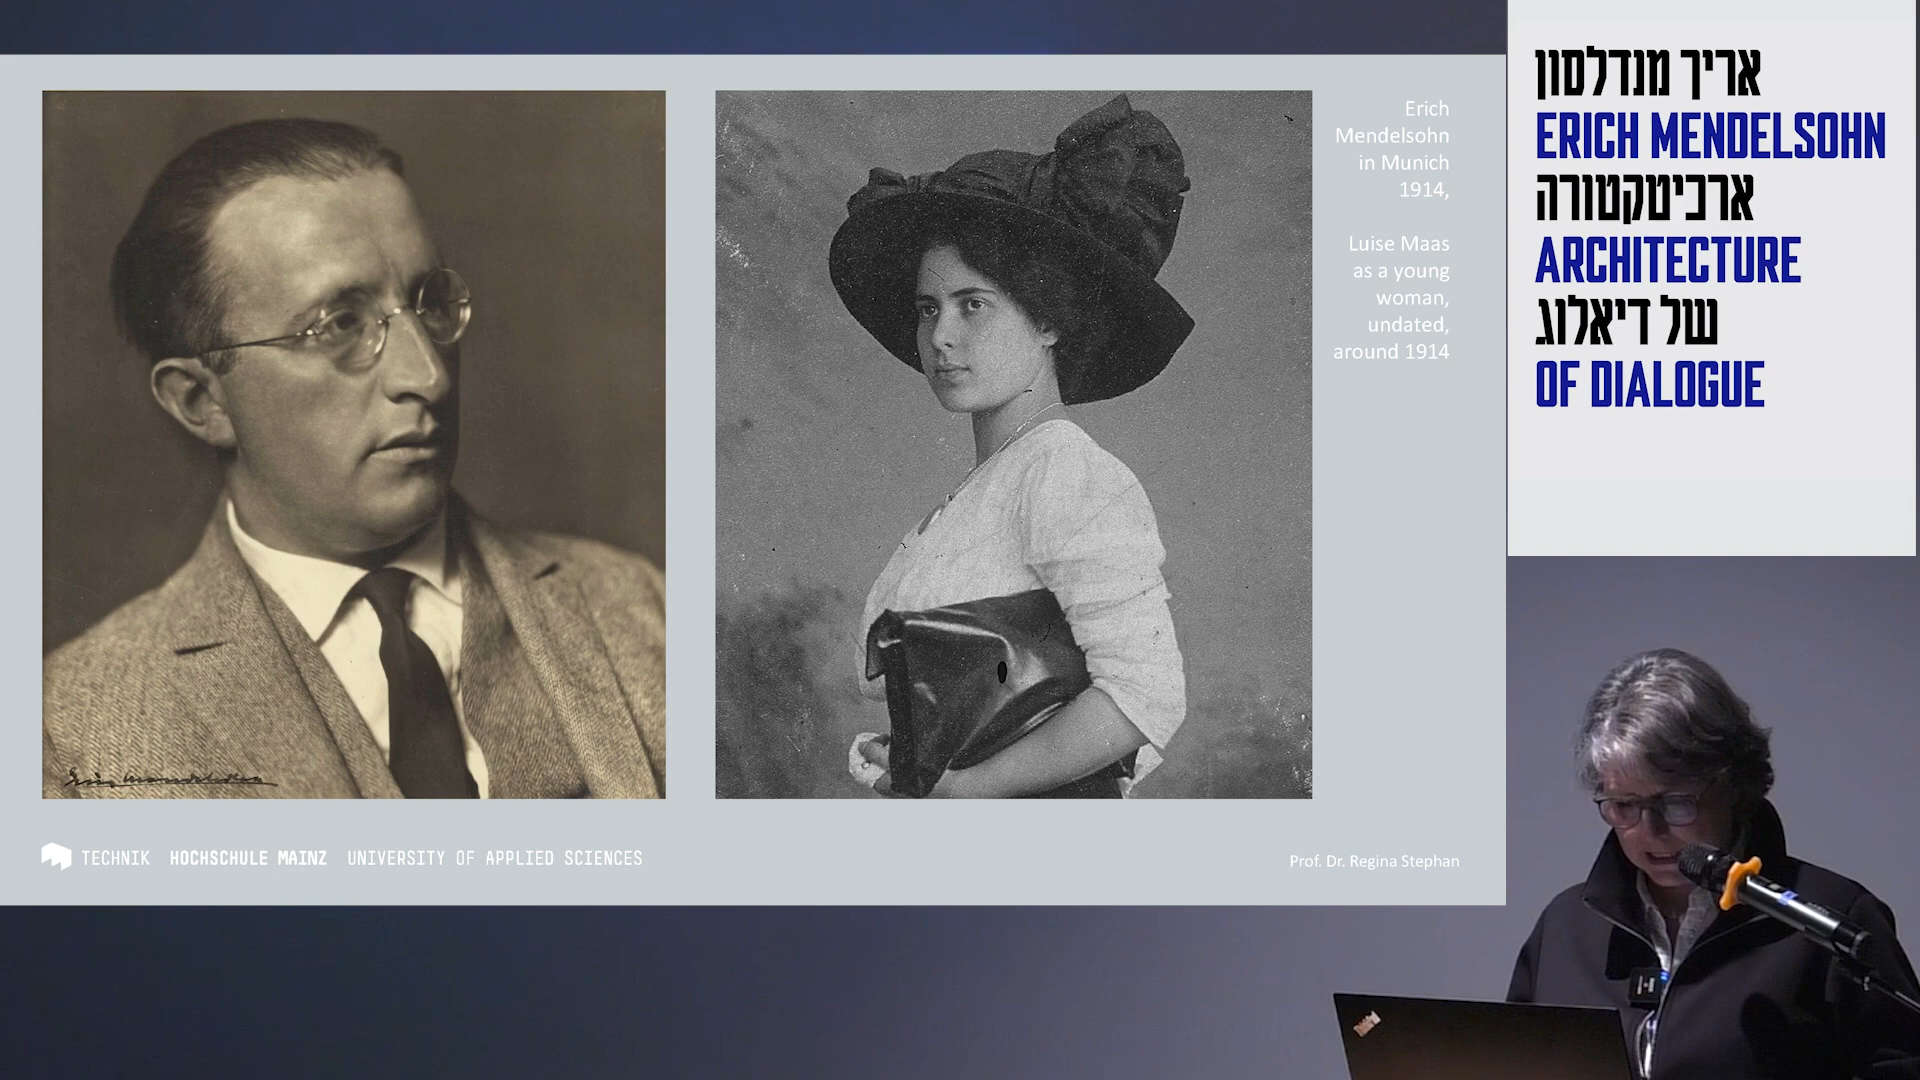 Erich
Mendelsohn
in Munich
1914,
Luise Maas
as a young
woman,
undated,
around 1914
TECHNIK HOCHSCHULE MAINZ UNIVERSITY OF APPLIED SCIENCES
Prof. Dr. Regina Stephan
אריך מנדלסון
ERICH MENDELSOHN
ארכיטקטורה
ARCHITECTURE
של דיאלוג
OF DIALOGUE